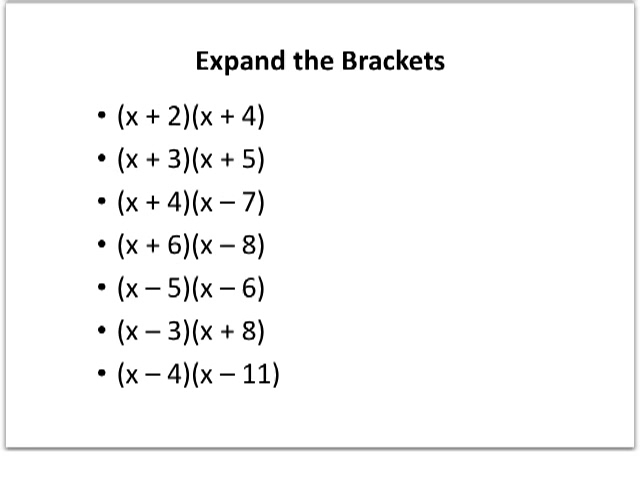 Expand the Brackets
• (x + 2)(x + 4)
• (x + 3)(x + 5)
• (x + 4)(x – 7)
• (x + 6)(x – 8)
• (x – 5)(x – 6)
• (x – 3)(x + 8)
• (x – 4)(x – 11)